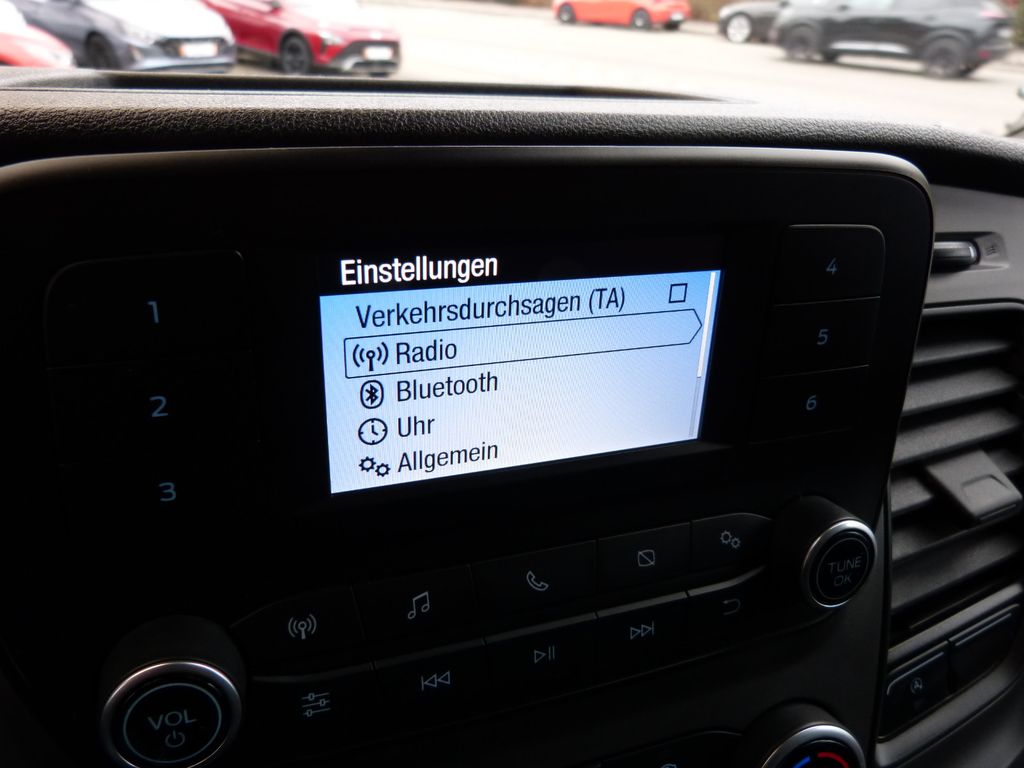 Einstellungen
Verkehrsdurchsagen (TA)
Radio
Bluetooth
Uhr
Allgemein
1
2
3
4
5
6
VOL
TUNE
OK